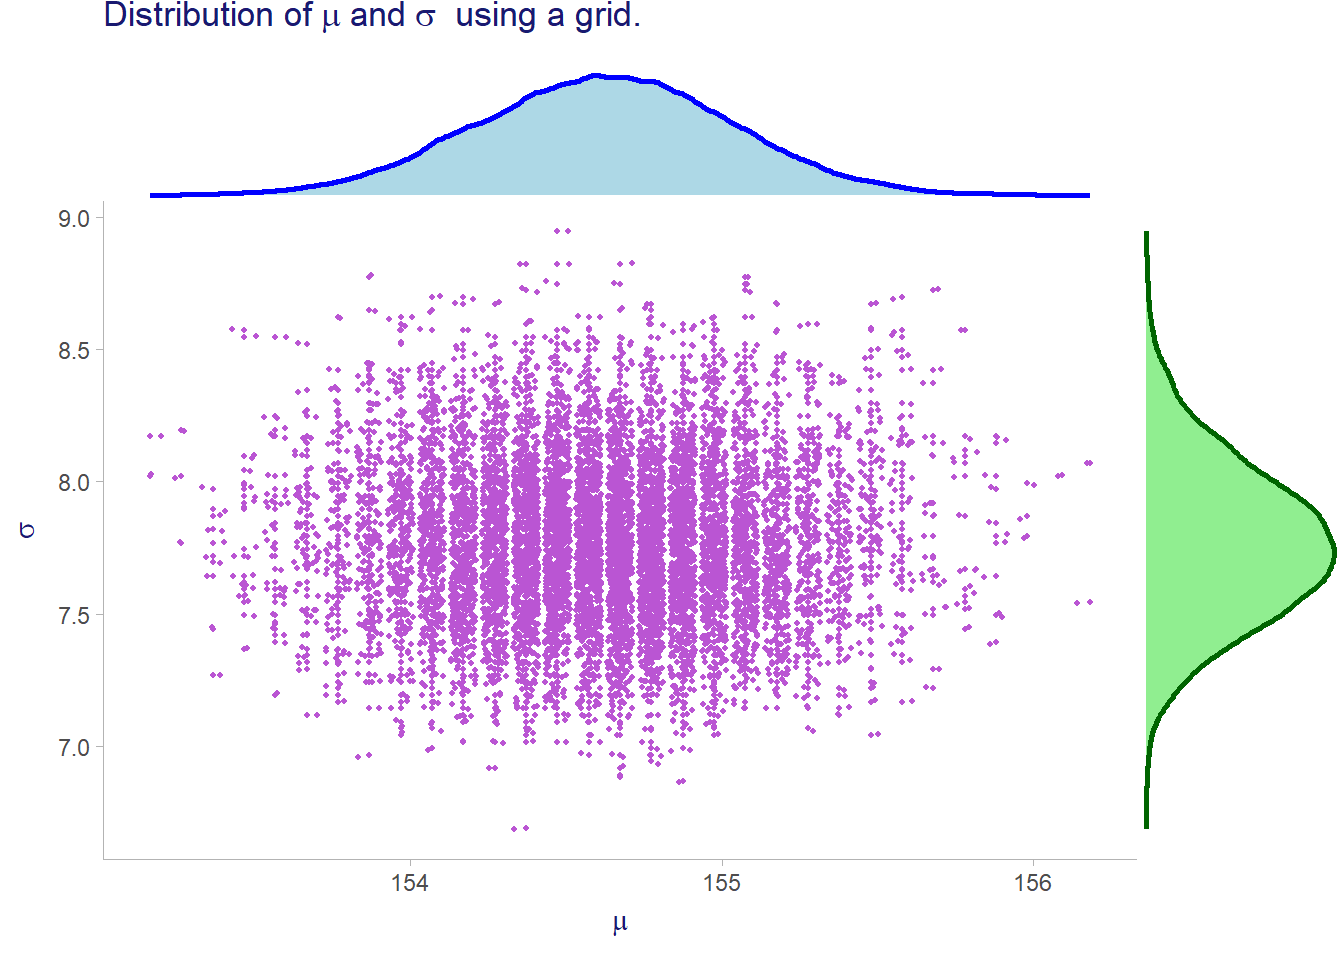 Distribution of μ and σ  using a grid.
9.0
8.5
8.0
7.5
7.0
σ
154 155 156
μ